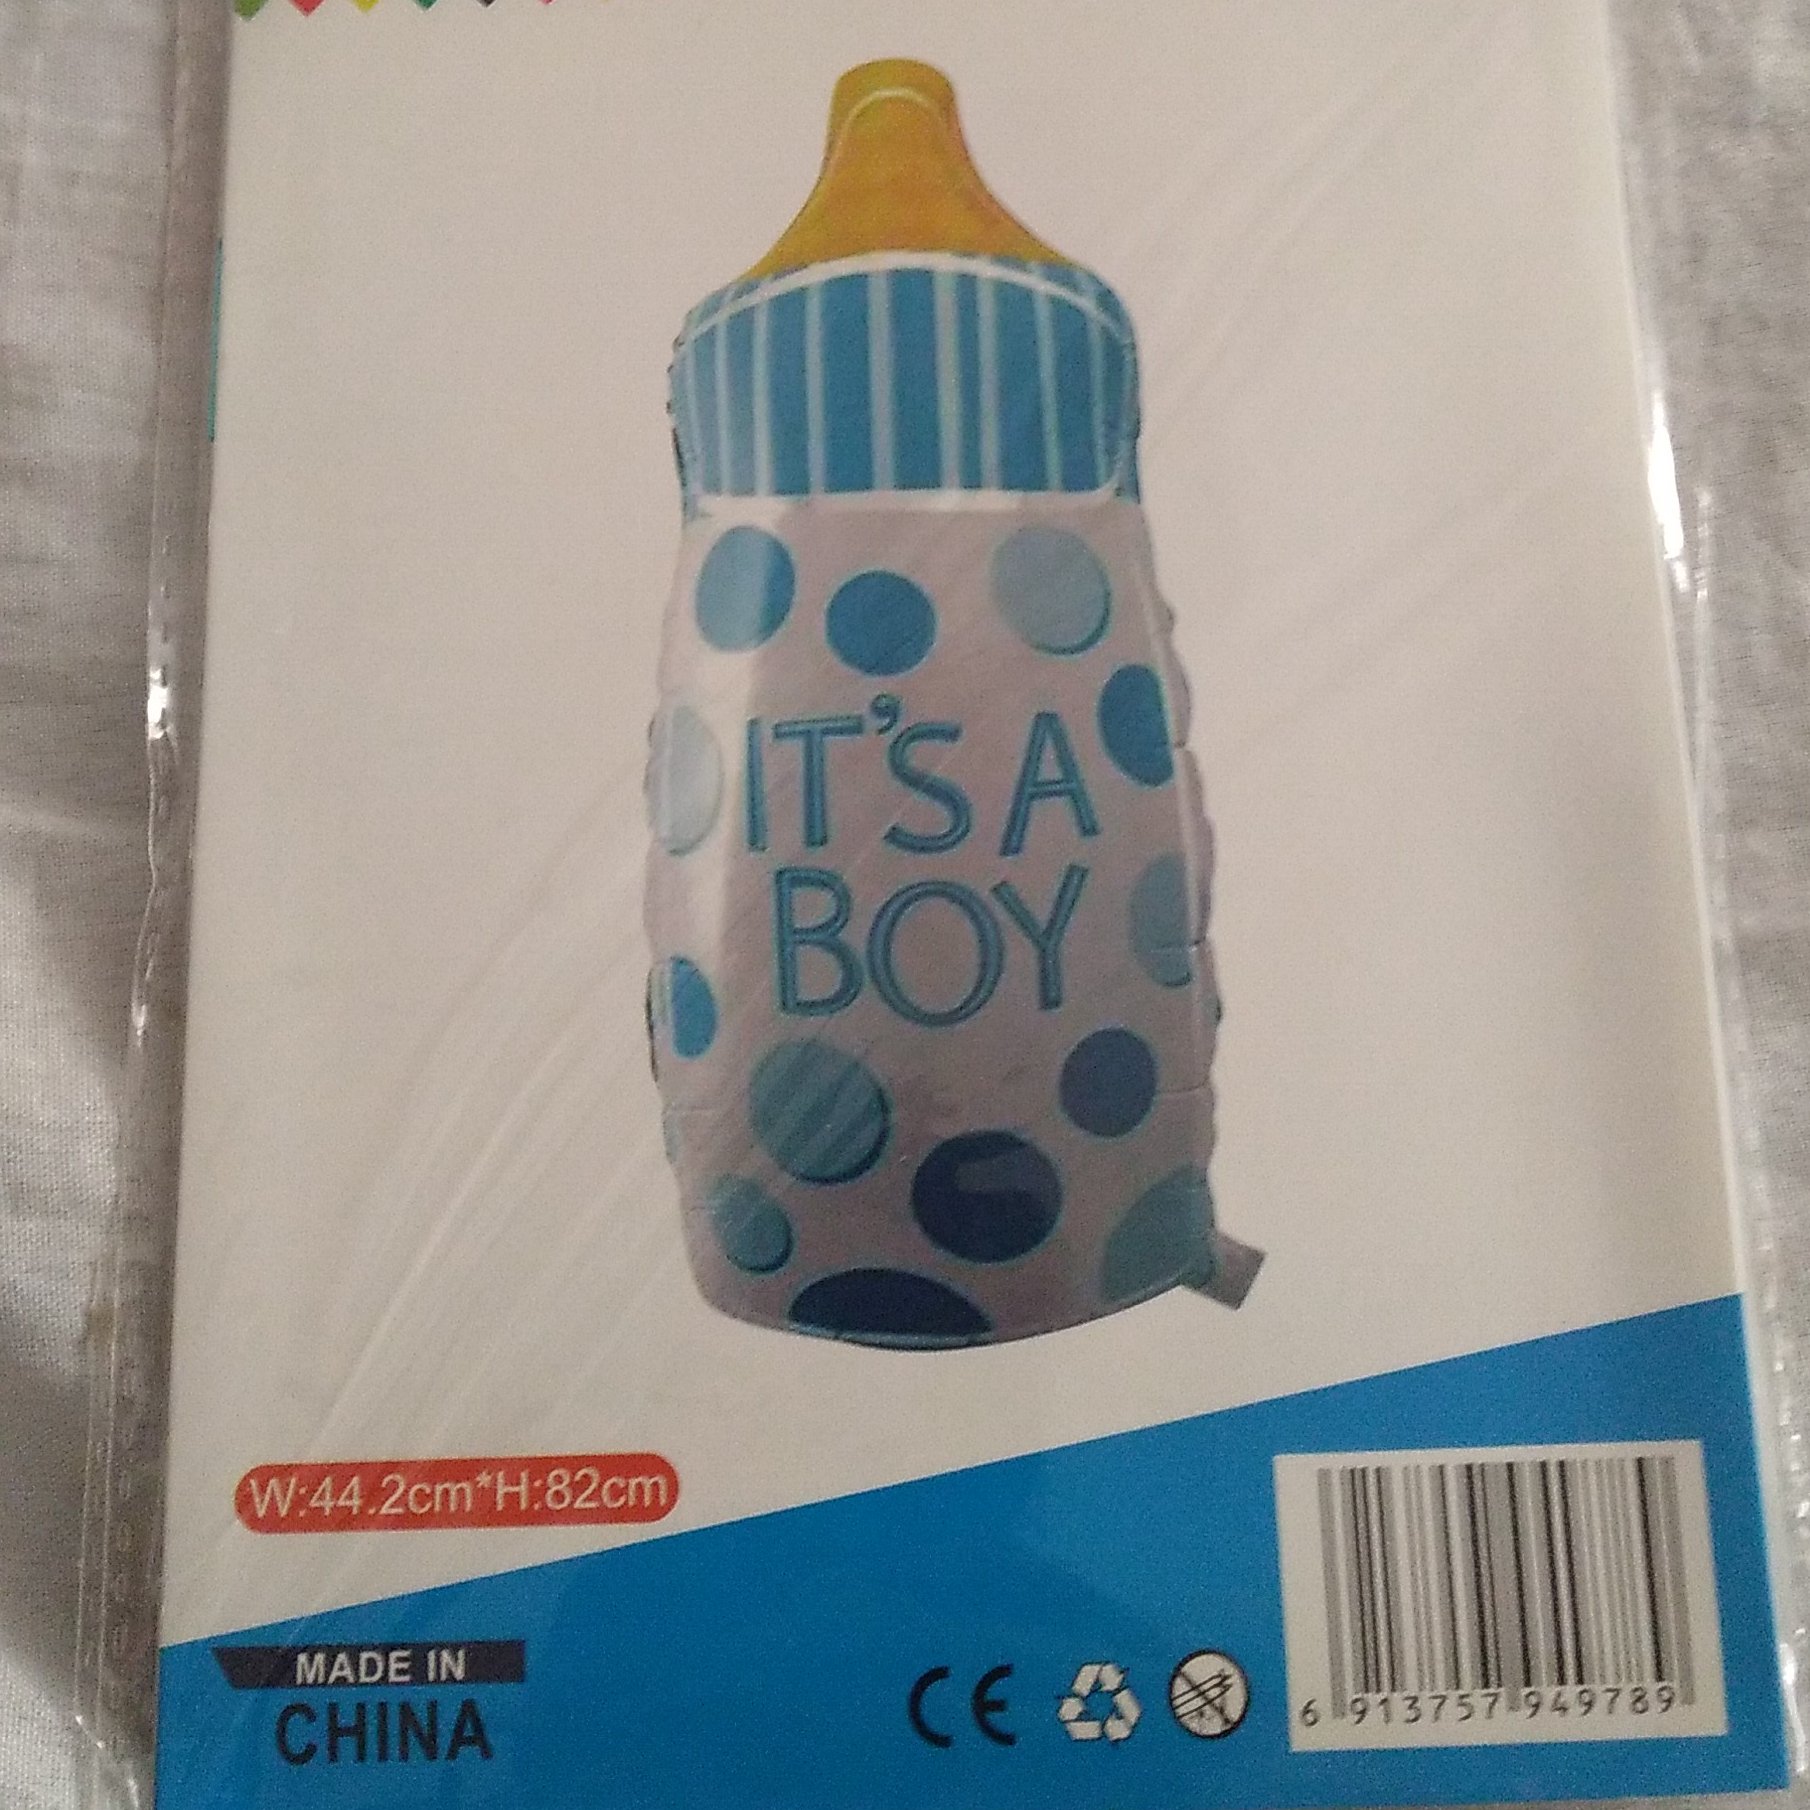 IT'S A
BOY
W:44.2cm*H:82cm
MADE IN
CHINA
CE
6 913757 949789